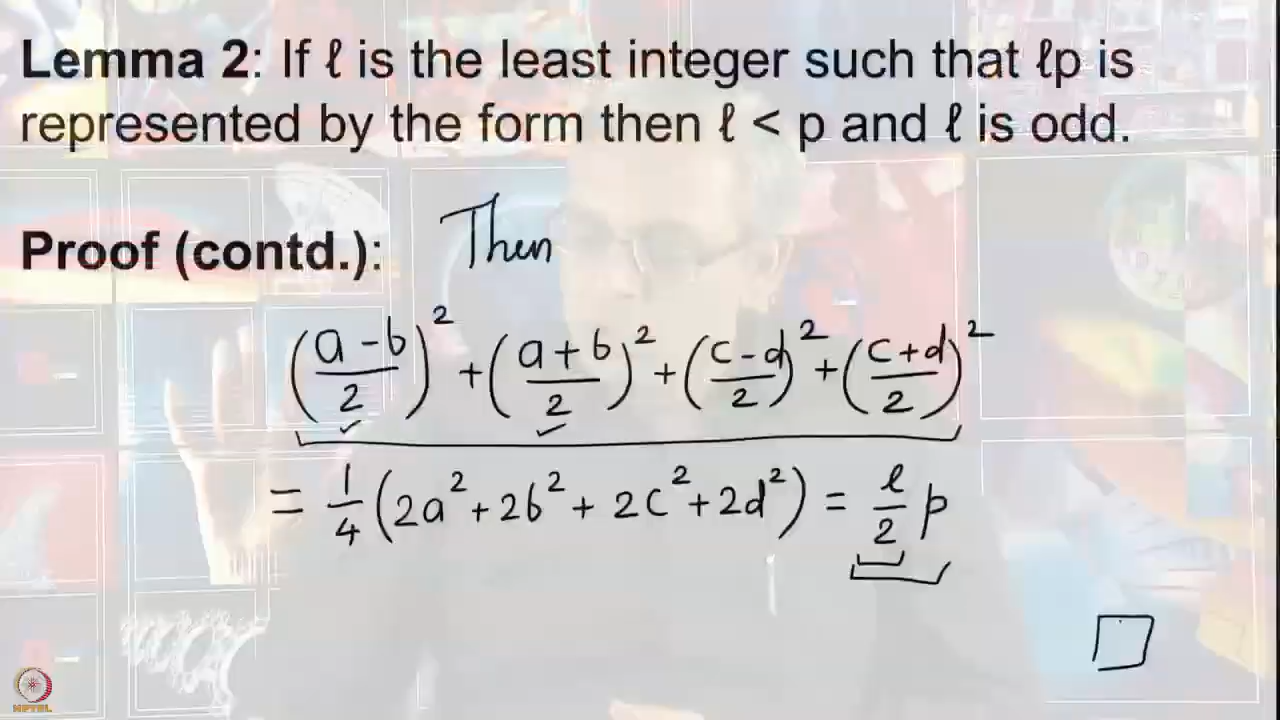 Lemma 2: If ℓ is the least integer such that ℓp is
represented by the form then ℓ < p and ℓ is odd.
Proof (contd.): Then
((a-b)/2)² + ((a+b)/2)² + ((c-d)/2)² + ((c+d)/2)²
= 1/4 (2a² + 2b² + 2c² + 2d²) = ℓ/2 p
NPTEL